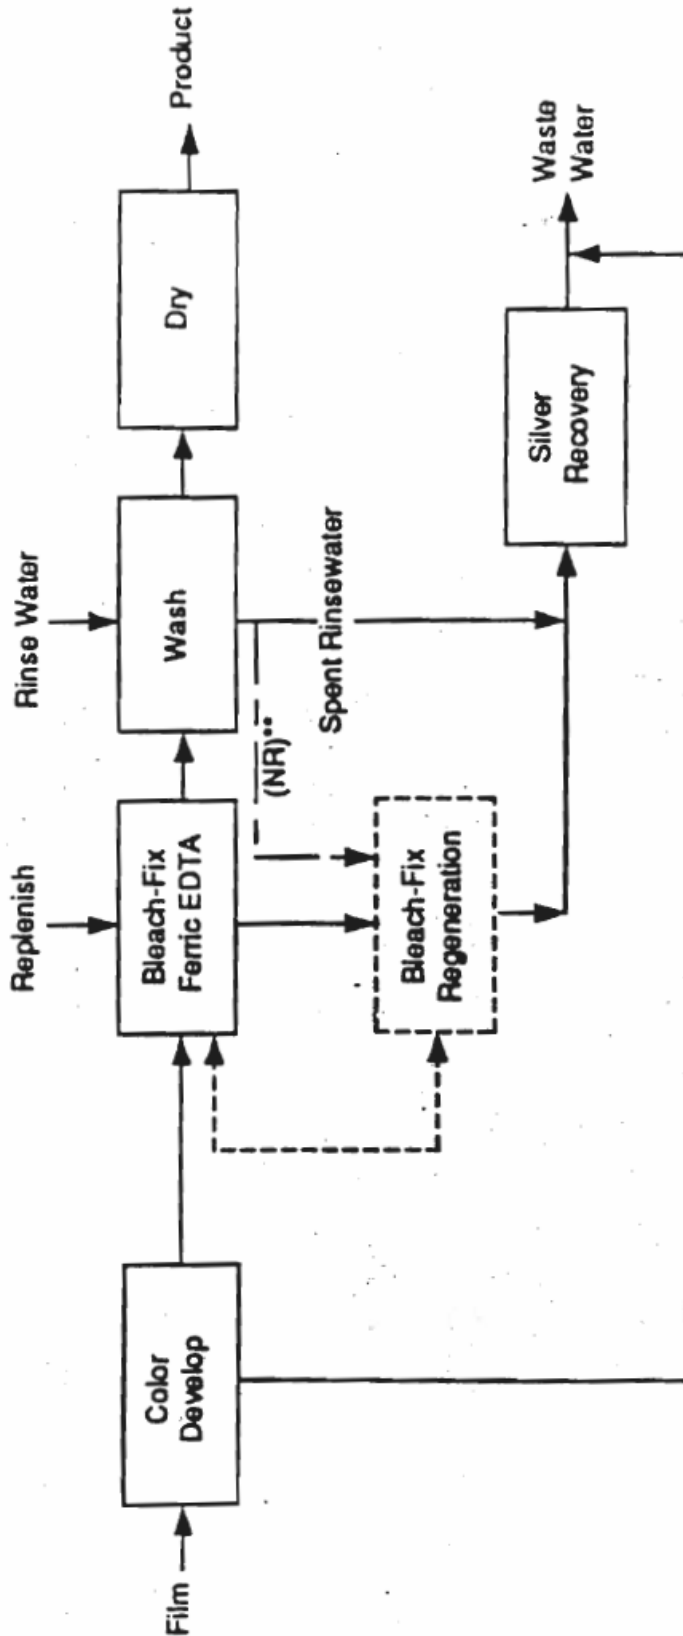 Film
Color
Develop
Replenish
Bleach-Fix
Ferric EDTA
Rinse Water
Wash
Dry
Product
(NR)**
Spent Rinsewater
Bleach-Fix
Regeneration
Silver
Recovery
Waste
Water